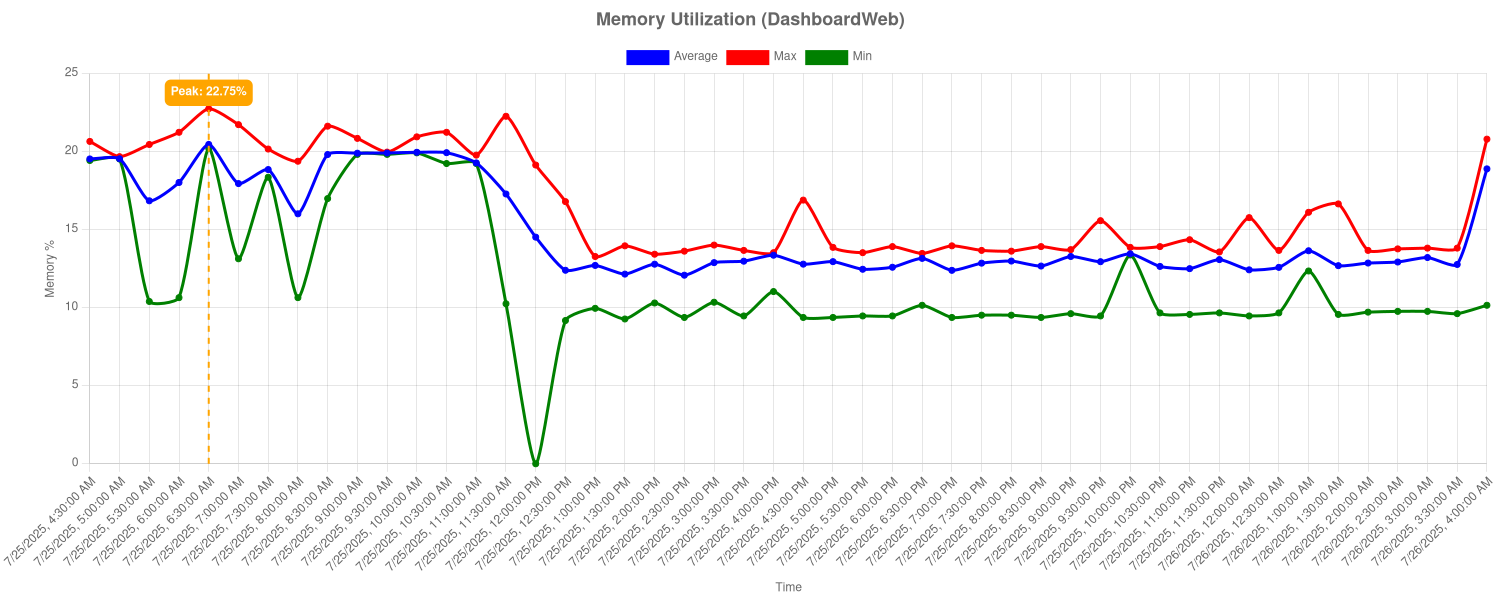 Memory Utilization (DashboardWeb)
Average Max Min
Peak: 22.75%
25
20
15
10
5
0
Memory %
7/25/2025, 4:30:00 AM
7/25/2025, 5:00:00 AM
7/25/2025, 5:30:00 AM
7/25/2025, 6:00:00 AM
7/25/2025, 6:30:00 AM
7/25/2025, 7:00:00 AM
7/25/2025, 7:30:00 AM
7/25/2025, 8:00:00 AM
7/25/2025, 8:30:00 AM
7/25/2025, 9:00:00 AM
7/25/2025, 9:30:00 AM
7/25/2025, 10:00:00 AM
7/25/2025, 10:30:00 AM
7/25/2025, 11:00:00 AM
7/25/2025, 11:30:00 AM
7/25/2025, 12:00:00 PM
7/25/2025, 12:30:00 PM
7/25/2025, 1:00:00 PM
7/25/2025, 1:30:00 PM
7/25/2025, 2:00:00 PM
7/25/2025, 2:30:00 PM
7/25/2025, 3:00:00 PM
7/25/2025, 3:30:00 PM
7/25/2025, 4:00:00 PM
7/25/2025, 4:30:00 PM
7/25/2025, 5:00:00 PM
7/25/2025, 5:30:00 PM
7/25/2025, 6:00:00 PM
7/25/2025, 6:30:00 PM
7/25/2025, 7:00:00 PM
7/25/2025, 7:30:00 PM
7/25/2025, 8:00:00 PM
7/25/2025, 8:30:00 PM
7/25/2025, 9:00:00 PM
7/25/2025, 9:30:00 PM
7/25/2025, 10:00:00 PM
7/25/2025, 10:30:00 PM
7/25/2025, 11:00:00 PM
7/25/2025, 11:30:00 PM
7/26/2025, 12:00:00 AM
7/26/2025, 12:30:00 AM
7/26/2025, 1:00:00 AM
7/26/2025, 1:30:00 AM
7/26/2025, 2:00:00 AM
7/26/2025, 2:30:00 AM
7/26/2025, 3:00:00 AM
7/26/2025, 3:30:00 AM
7/26/2025, 4:00:00 AM
Time